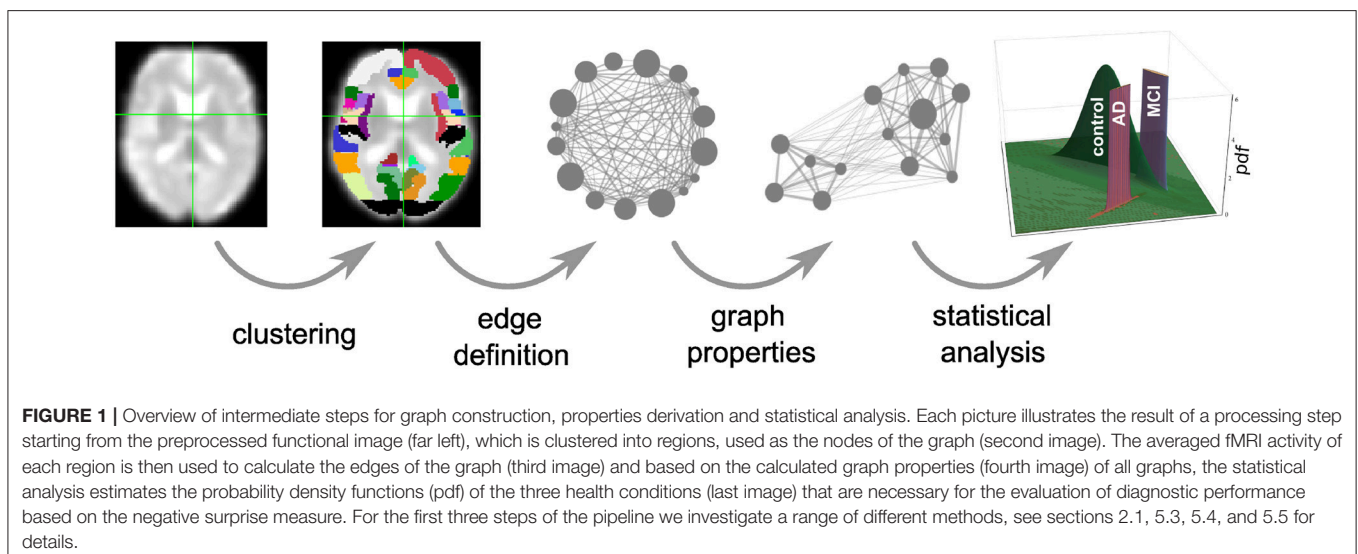 control
AD
MCI
6
4
2
0
pdf
clustering
edge
definition
graph
properties
statistical
analysis
FIGURE 1 | Overview of intermediate steps for graph construction, properties derivation and statistical analysis. Each picture illustrates the result of a processing step
starting from the preprocessed functional image (far left), which is clustered into regions, used as the nodes of the graph (second image). The averaged fMRI activity of
each region is then used to calculate the edges of the graph (third image) and based on the calculated graph properties (fourth image) of all graphs, the statistical
analysis estimates the probability density functions (pdf) of the three health conditions (last image) that are necessary for the evaluation of diagnostic performance
based on the negative surprise measure. For the first three steps of the pipeline we investigate a range of different methods, see sections 2.1, 5.3, 5.4, and 5.5 for
details.